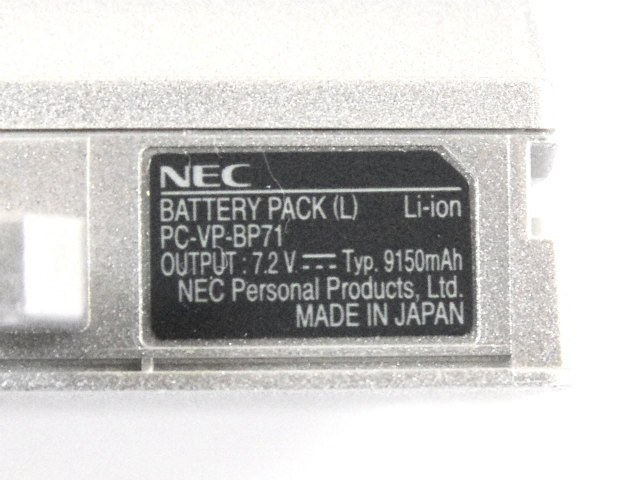 NEC
BATTERY PACK (L) Li-ion
PC-VP-BP71
OUTPUT : 7.2 V ⎓ Typ. 9150mAh
NEC Personal Products, Ltd.
MADE IN JAPAN